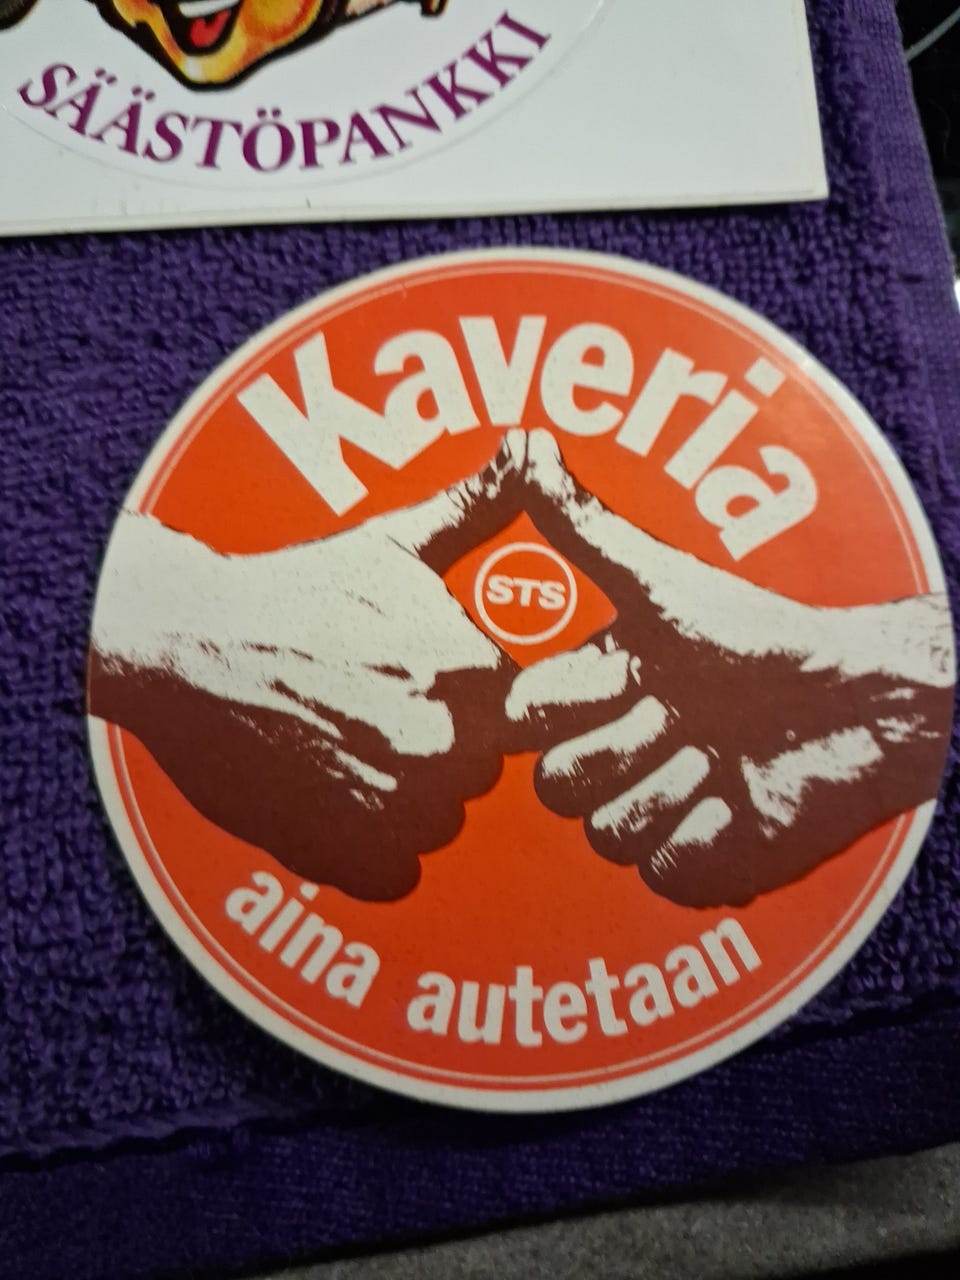 SÄÄSTÖPANKKI
Kaveria
STS
aina autetaan